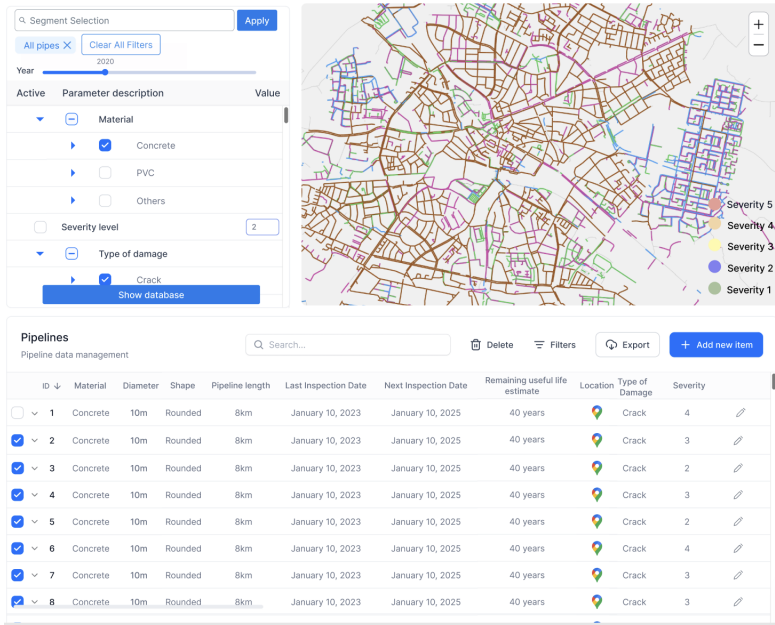 Segment Selection
Apply
All pipes
Clear All Filters
2020
Year
Active Parameter description Value
Material
Concrete
PVC
Others
Severity level 2
Type of damage
Crack
Show database
+
−
Severity 5
Severity 4
Severity 3
Severity 2
Severity 1
Pipelines
Pipeline data management
Search...
Delete
Filters
Export
+ Add new item
ID ↓ Material Diameter Shape Pipeline length Last Inspection Date Next Inspection Date Remaining useful life estimate Location Type of Damage Severity
1 Concrete 10m Rounded 8km January 10, 2023 January 10, 2025 40 years Crack 4
2 Concrete 10m Rounded 8km January 10, 2023 January 10, 2025 40 years Crack 3
3 Concrete 10m Rounded 8km January 10, 2023 January 10, 2025 40 years Crack 2
4 Concrete 10m Rounded 8km January 10, 2023 January 10, 2025 40 years Crack 3
5 Concrete 10m Rounded 8km January 10, 2023 January 10, 2025 40 years Crack 2
6 Concrete 10m Rounded 8km January 10, 2023 January 10, 2025 40 years Crack 4
7 Concrete 10m Rounded 8km January 10, 2023 January 10, 2025 40 years Crack 3
8 Concrete 10m Rounded 8km January 10, 2023 January 10, 2025 40 years Crack 3